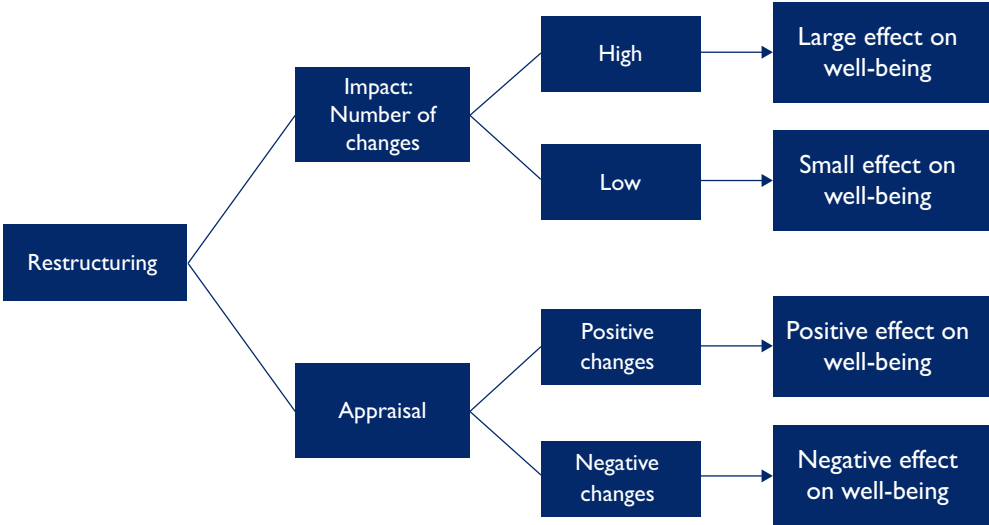 Restructuring
Impact:
Number of
changes
High
Large effect on
well-being
Low
Small effect on
well-being
Appraisal
Positive
changes
Positive effect on
well-being
Negative
changes
Negative effect
on well-being